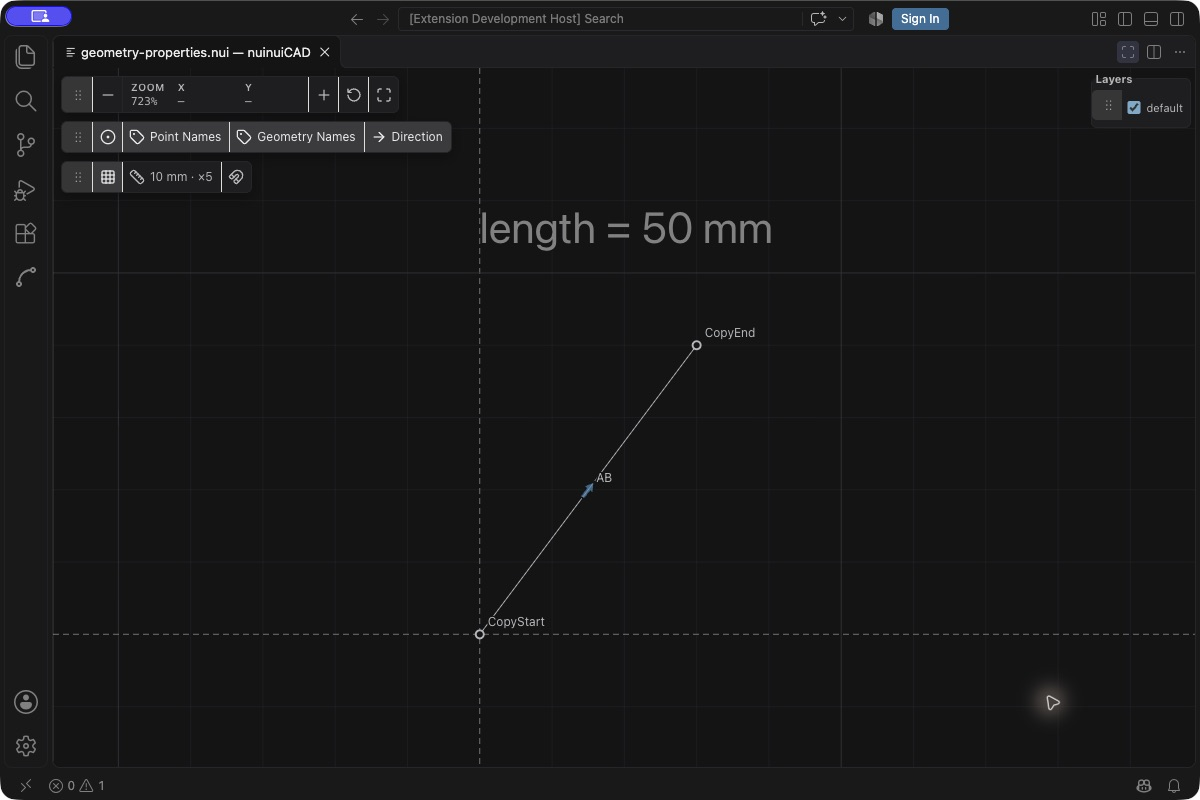 [Extension Development Host] Search
Sign In
geometry-properties.nui — nuinuiCAD
ZOOM X Y
723% – –
Layers
default
Point Names Geometry Names Direction
10 mm · ×5
length = 50 mm
CopyEnd
AB
CopyStart
0 1